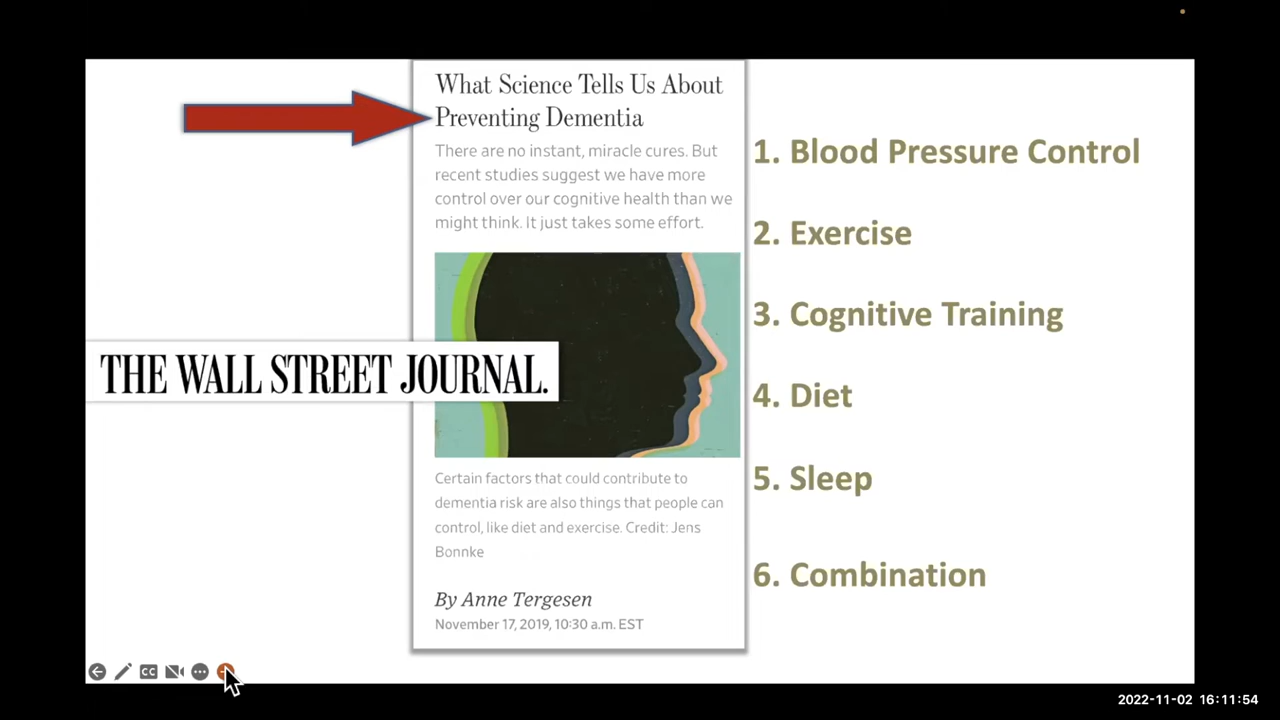 What Science Tells Us About
Preventing Dementia
There are no instant, miracle cures. But
recent studies suggest we have more
control over our cognitive health than we
might think. It just takes some effort.
THE WALL STREET JOURNAL.
Certain factors that could contribute to
dementia risk are also things that people can
control, like diet and exercise. Credit: Jens
Bonnke
By Anne Tergesen
November 17, 2019, 10:30 a.m. EST
1. Blood Pressure Control
2. Exercise
3. Cognitive Training
4. Diet
5. Sleep
6. Combination
CC
2022-11-02 16:11:54